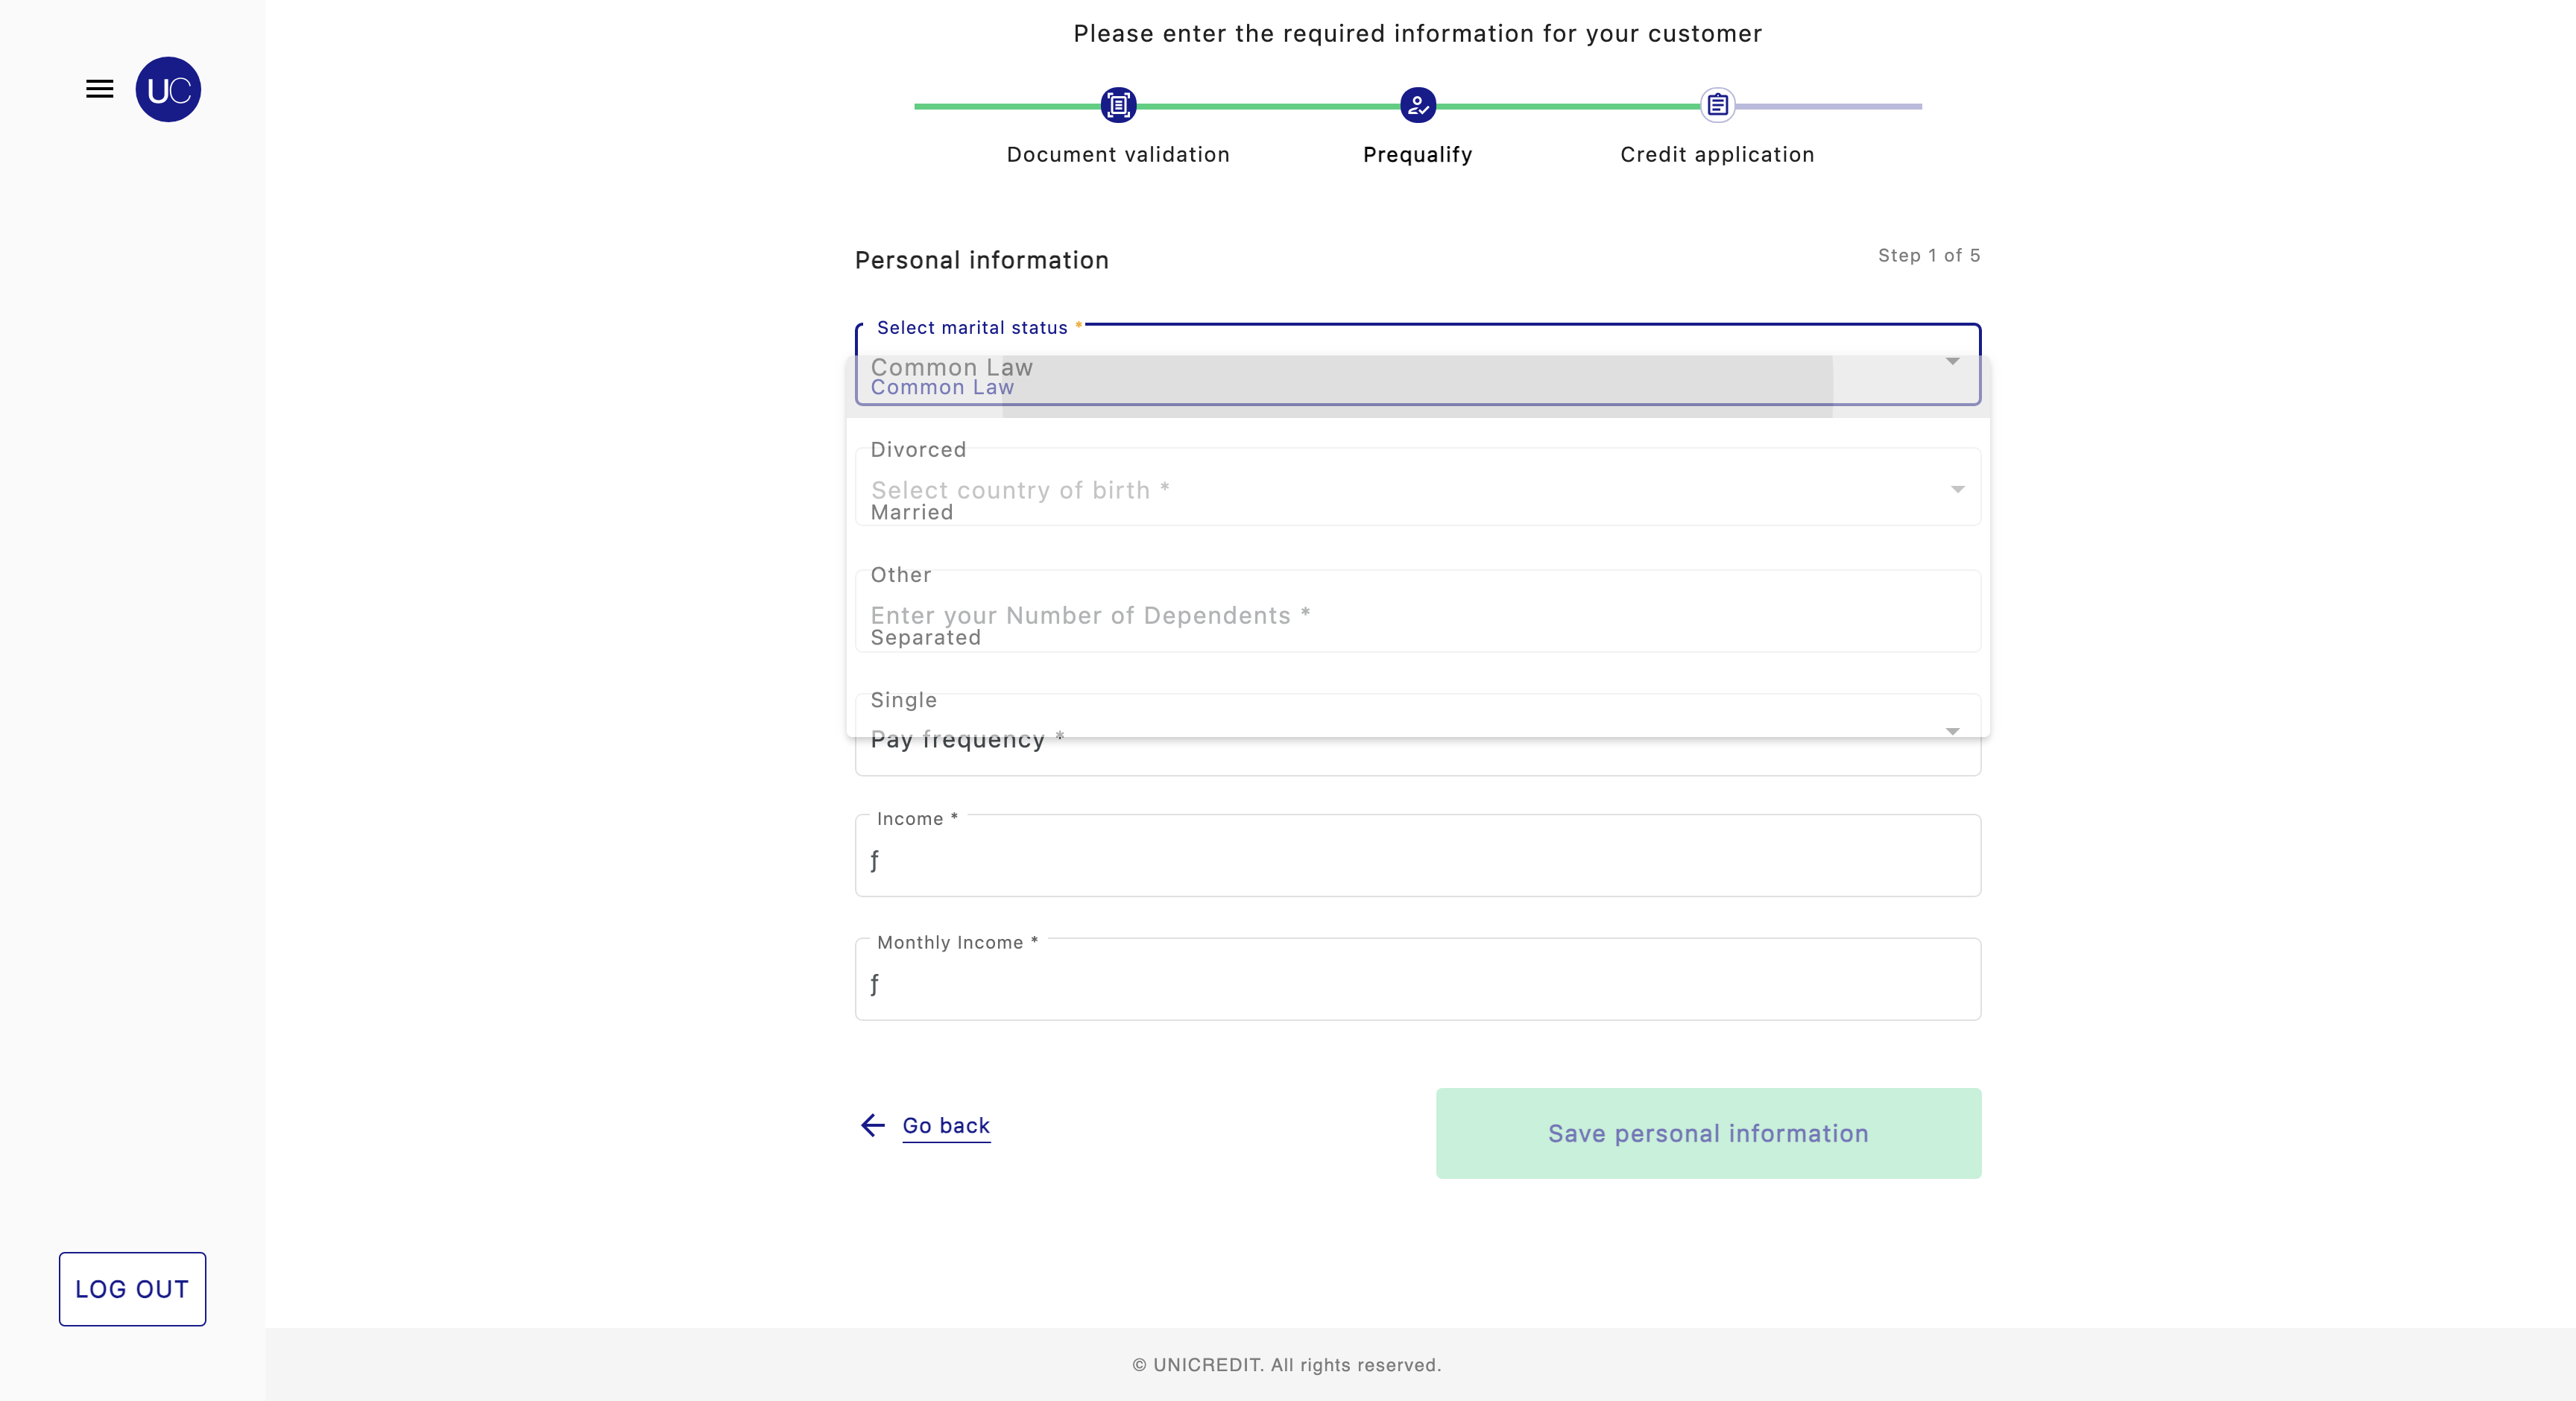 Please enter the required information for your customer
UC
Document validation
Prequalify
Credit application
Personal information
Step 1 of 5
Select marital status *
Common Law
Common Law
Divorced
Select country of birth *
Married
Other
Enter your Number of Dependents *
Separated
Single
Pay frequency *
Income *
ƒ
Monthly Income *
ƒ
Go back
Save personal information
LOG OUT
© UNICREDIT. All rights reserved.